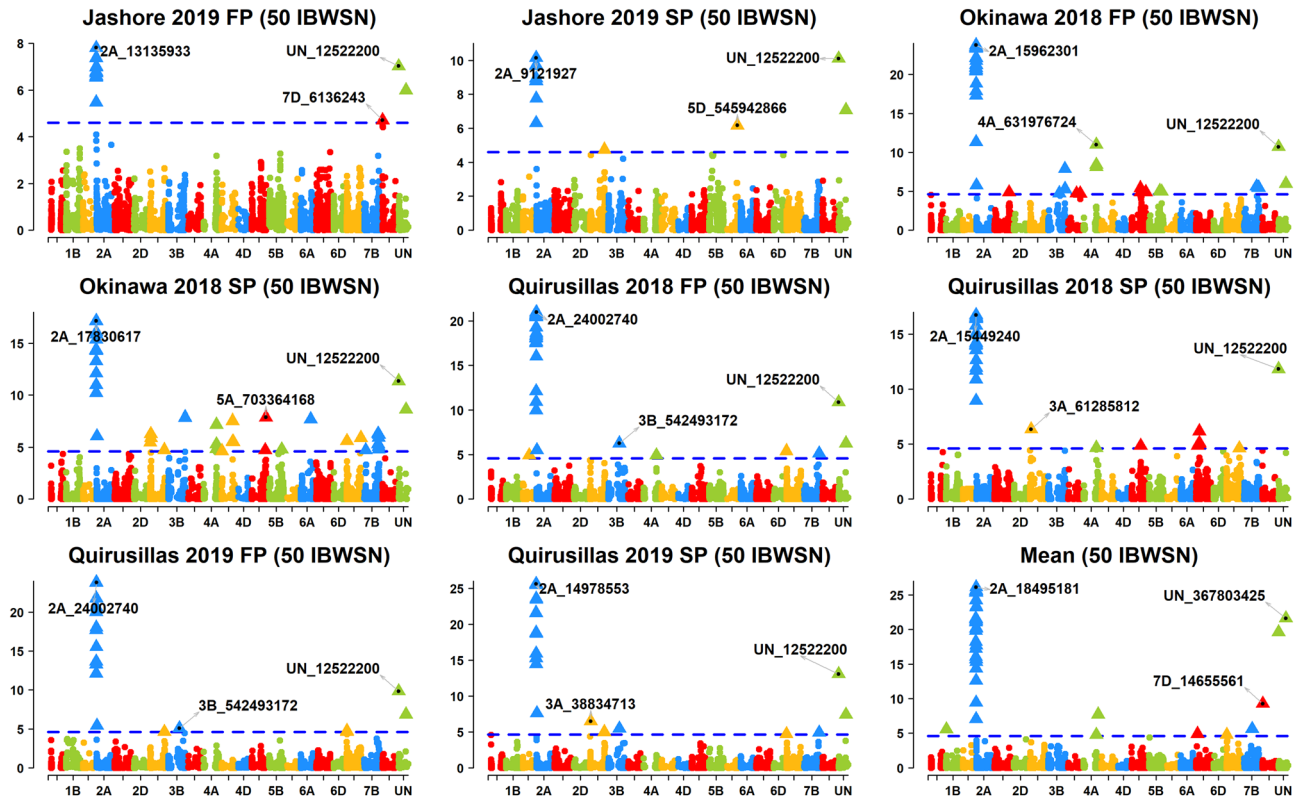 Jashore 2019 FP (50 IBWSN)
8
6
4
2
0
2A_13135933
UN_12522200
7D_6136243
1B 2A 2D 3B 4A 4D 5B 6A 6D 7B UN
Jashore 2019 SP (50 IBWSN)
10
8
6
4
2
0
2A_9121927
UN_12522200
5D_545942866
1B 2A 2D 3B 4A 4D 5B 6A 6D 7B UN
Okinawa 2018 FP (50 IBWSN)
20
15
10
5
0
2A_15962301
4A_631976724
UN_12522200
1B 2A 2D 3B 4A 4D 5B 6A 6D 7B UN
Okinawa 2018 SP (50 IBWSN)
15
10
5
0
2A_17830617
UN_12522200
5A_703364168
1B 2A 2D 3B 4A 4D 5B 6A 6D 7B UN
Quirusillas 2018 FP (50 IBWSN)
20
15
10
5
0
2A_24002740
UN_12522200
3B_542493172
1B 2A 2D 3B 4A 4D 5B 6A 6D 7B UN
Quirusillas 2018 SP (50 IBWSN)
15
10
5
0
2A_15449240
UN_12522200
3A_61285812
1B 2A 2D 3B 4A 4D 5B 6A 6D 7B UN
Quirusillas 2019 FP (50 IBWSN)
20
15
10
5
0
2A_24002740
UN_12522200
3B_542493172
1B 2A 2D 3B 4A 4D 5B 6A 6D 7B UN
Quirusillas 2019 SP (50 IBWSN)
25
20
15
10
5
0
2A_14978553
UN_12522200
3A_38834713
1B 2A 2D 3B 4A 4D 5B 6A 6D 7B UN
Mean (50 IBWSN)
25
20
15
10
5
0
2A_18495181
UN_367803425
7D_14655561
1B 2A 2D 3B 4A 4D 5B 6A 6D 7B UN